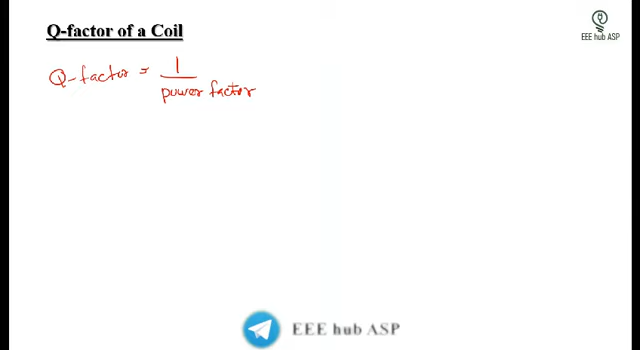 Q-factor of a Coil
EEE hub ASP
Q-factor = 1 / power factor
EEE hub ASP